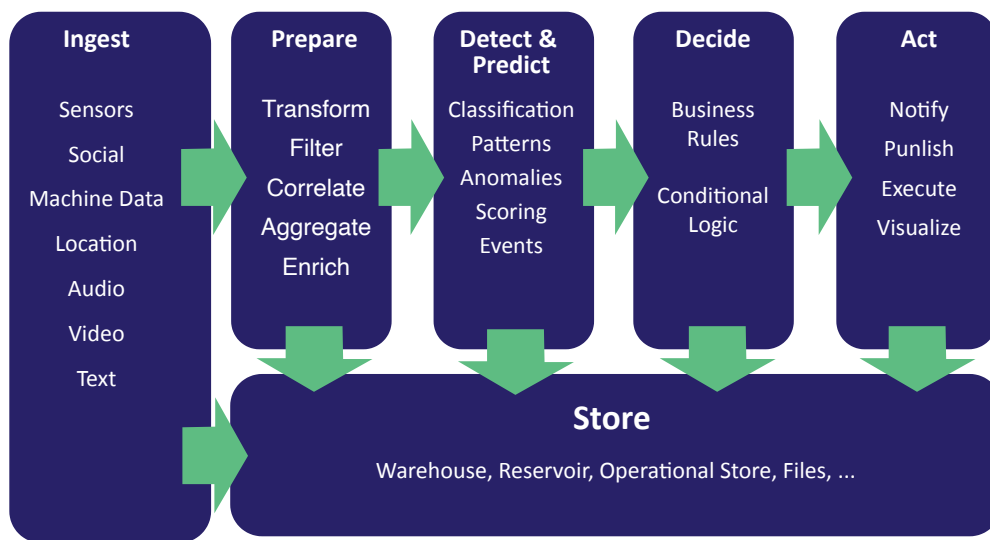 Ingest
Sensors
Social
Machine Data
Location
Audio
Video
Text
Prepare
Transform
Filter
Correlate
Aggregate
Enrich
Detect &
Predict
Classification
Patterns
Anomalies
Scoring
Events
Decide
Business
Rules
Conditional
Logic
Act
Notify
Punlish
Execute
Visualize
Store
Warehouse, Reservoir, Operational Store, Files, ...